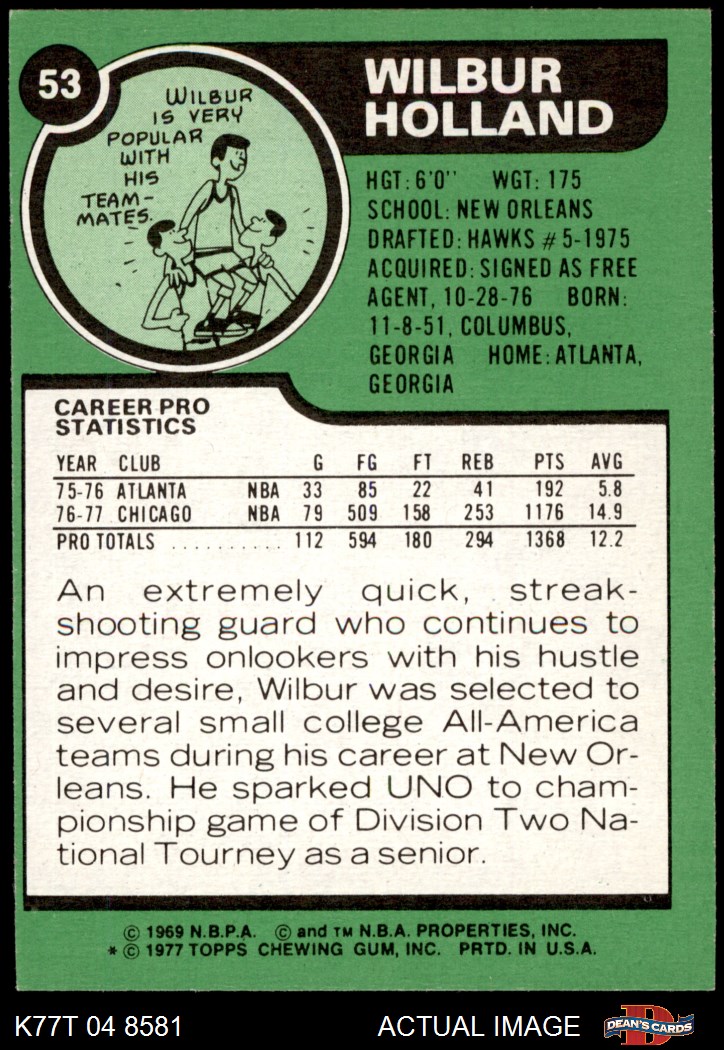 53
WILBUR
IS VERY
POPULAR
WITH
HIS
TEAM-
MATES.
WILBUR
HOLLAND
HGT: 6'0" WGT: 175
SCHOOL: NEW ORLEANS
DRAFTED: HAWKS #5-1975
ACQUIRED: SIGNED AS FREE
AGENT, 10-28-76 BORN:
11-8-51, COLUMBUS,
GEORGIA HOME: ATLANTA,
GEORGIA
CAREER PRO
STATISTICS
YEAR CLUB G FG FT REB PTS AVG
75-76 ATLANTA NBA 33 85 22 41 192 5.8
76-77 CHICAGO NBA 79 509 158 253 1176 14.9
PRO TOTALS .......... 112 594 180 294 1368 12.2
An extremely quick, streak-
shooting guard who continues to
impress onlookers with his hustle
and desire, Wilbur was selected to
several small college All-America
teams during his career at New Or-
leans. He sparked UNO to cham-
pionship game of Division Two Na-
tional Tourney as a senior.
© 1969 N.B.P.A. © and TM N.B.A. PROPERTIES, INC.
* © 1977 TOPPS CHEWING GUM, INC. PRTD. IN U.S.A.
K77T 04 8581 ACTUAL IMAGE D DEAN'S CARDS